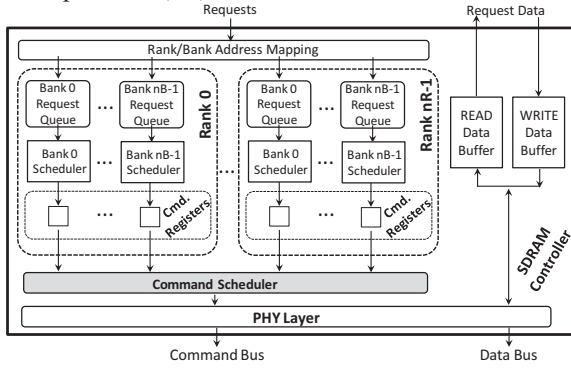 Requests
Request Data
Rank/Bank Address Mapping
Bank 0
Request
Queue
...
Bank nB-1
Request
Queue
Rank 0
Bank 0
Scheduler
...
Bank nB-1
Scheduler
...
Cmd.
Registers
...
Bank 0
Request
Queue
...
Bank nB-1
Request
Queue
Rank nR-1
Bank 0
Scheduler
...
Bank nB-1
Scheduler
...
Cmd.
Registers
READ
Data
Buffer
WRITE
Data
Buffer
SDRAM
Controller
Command Scheduler
PHY Layer
Command Bus
Data Bus